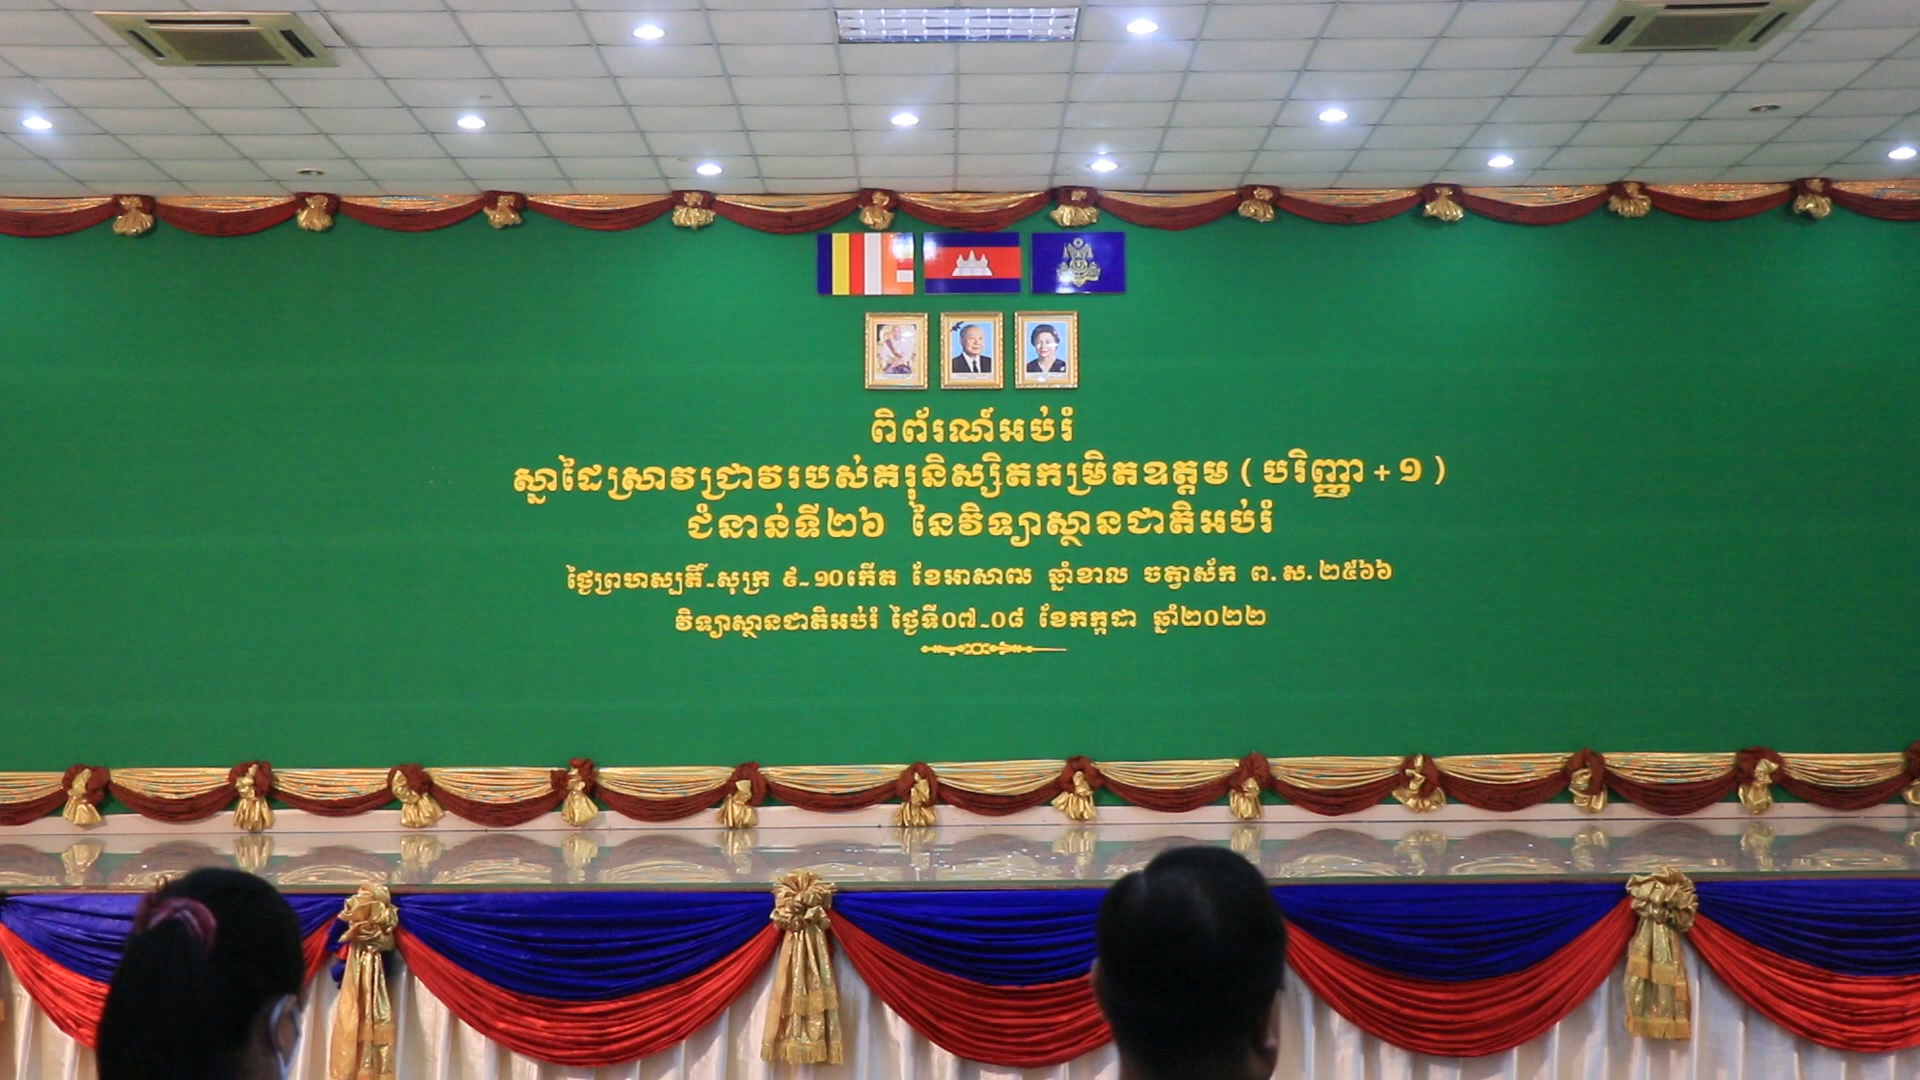 ពិព័រណ៍អប់រំ
ស្នាដៃស្រាវជ្រាវរបស់គរុនិស្សិតកម្រិតឧត្តម ( បរិញ្ញា + ១ )
ជំនាន់ទី២៦ នៃវិទ្យាស្ថានជាតិអប់រំ
ថ្ងៃព្រហស្បតិ៍-សុក្រ ៩-១០កើត ខែអាសាឍ ឆ្នាំខាល ចត្វាស័ក ព.ស.២៥៦៦
វិទ្យាស្ថានជាតិអប់រំ ថ្ងៃទី០៧-០៨ ខែកក្កដា ឆ្នាំ២០២២